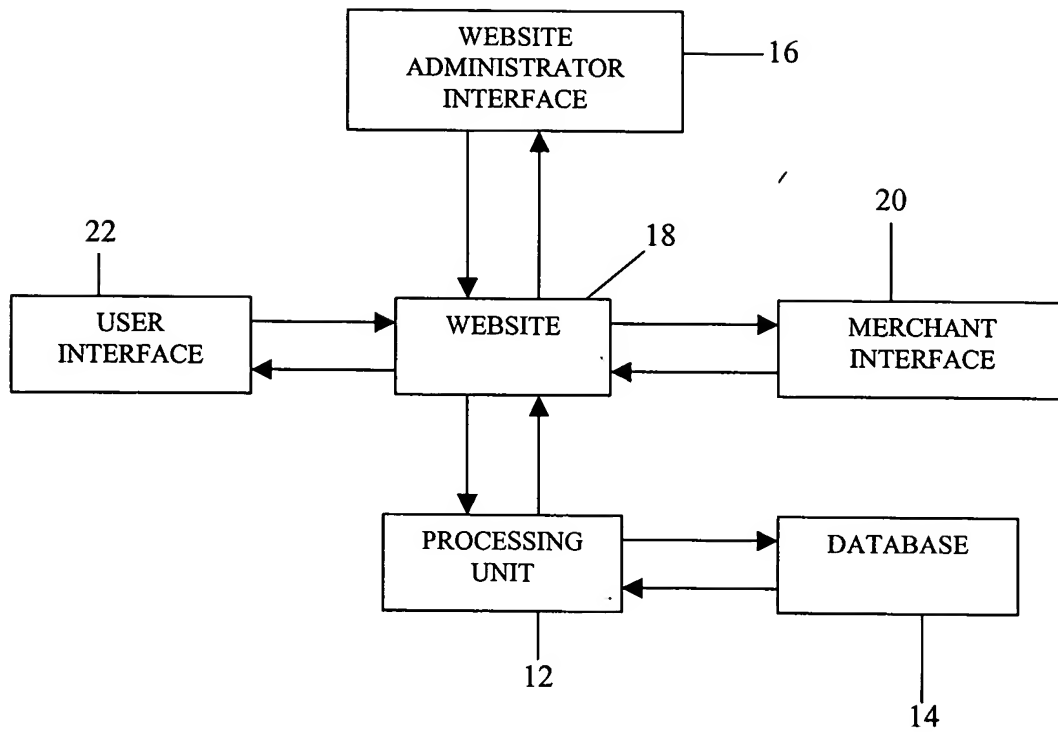 WEBSITE
ADMINISTRATOR
INTERFACE
16
20
22
18
USER
INTERFACE
WEBSITE
MERCHANT
INTERFACE
PROCESSING
UNIT
DATABASE
12
14